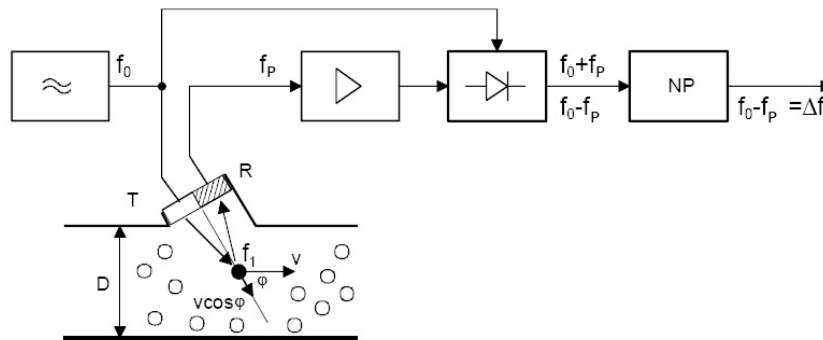 f₀
fₚ
f₀+fₚ
f₀-fₚ
NP
f₀-fₚ =Δf
T
R
D
f₁
v
φ
vcosφ